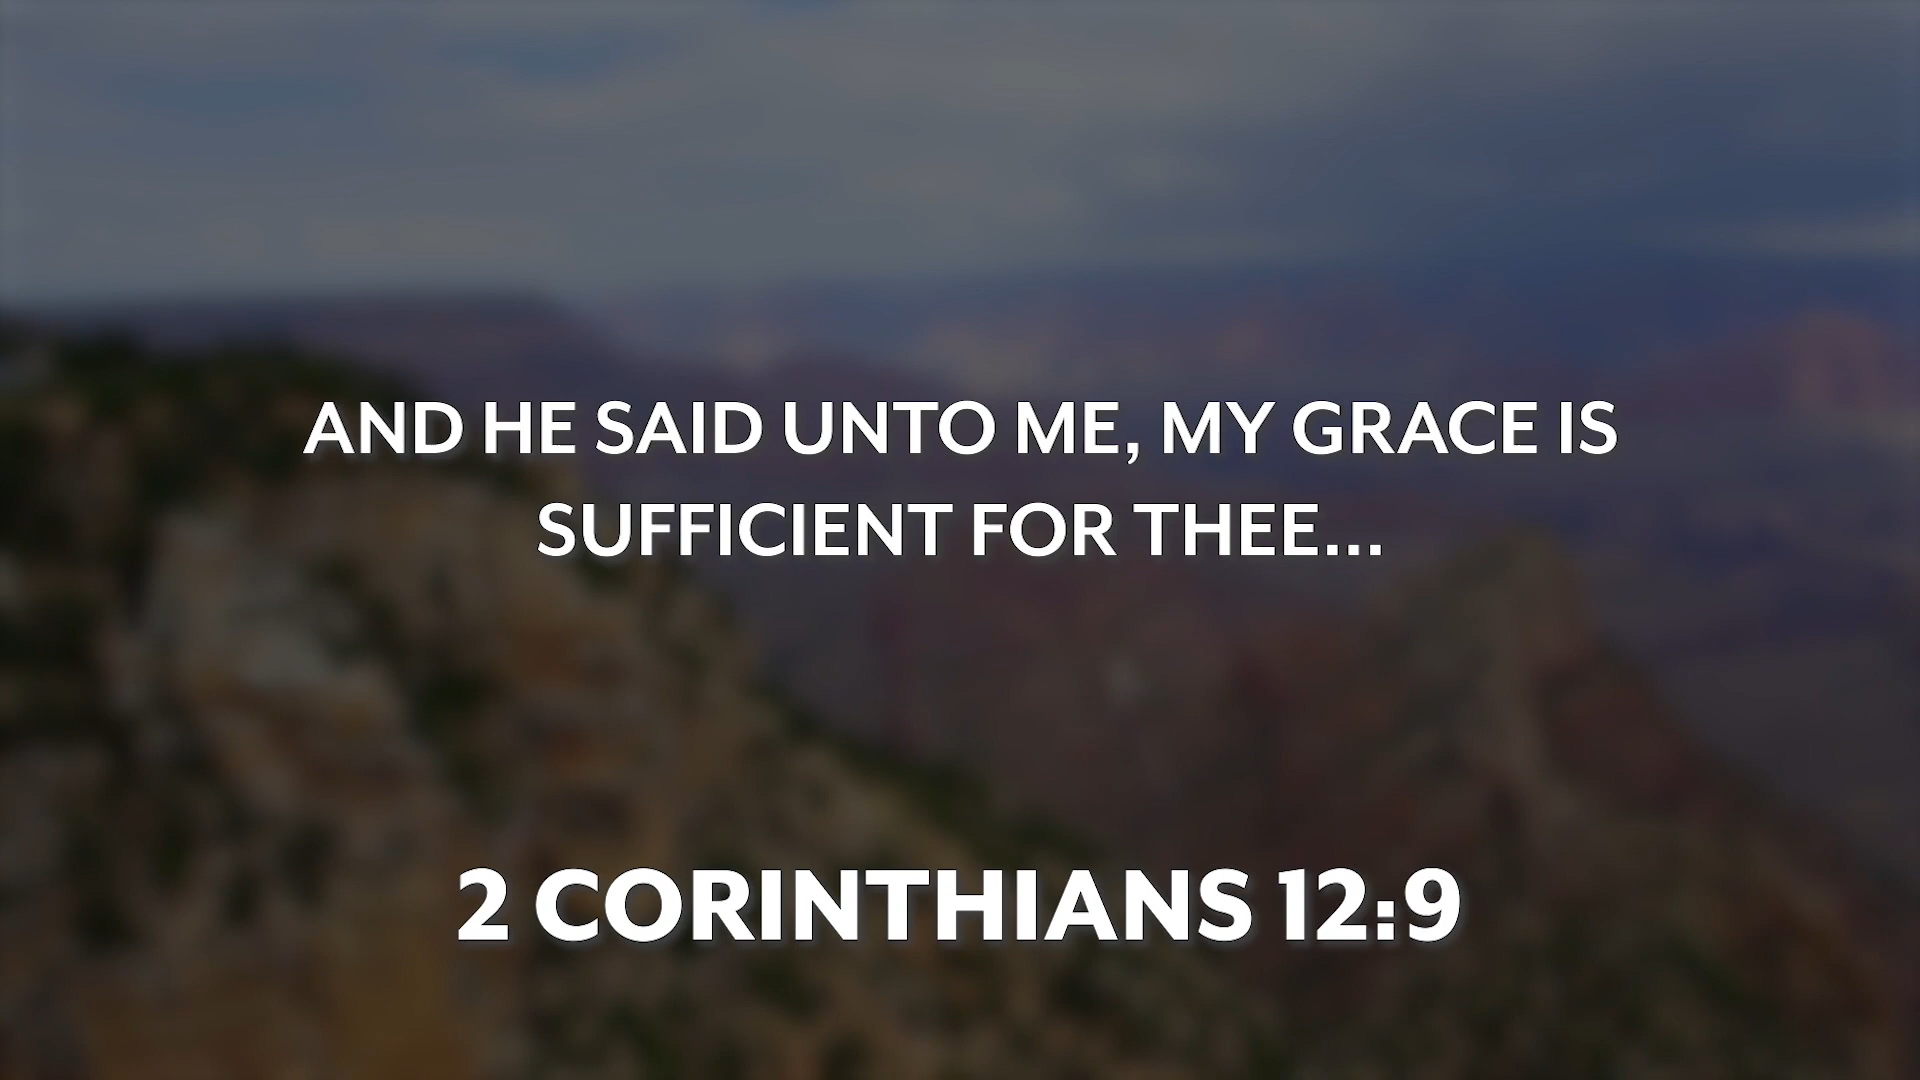 AND HE SAID UNTO ME, MY GRACE IS
SUFFICIENT FOR THEE...
2 CORINTHIANS 12:9